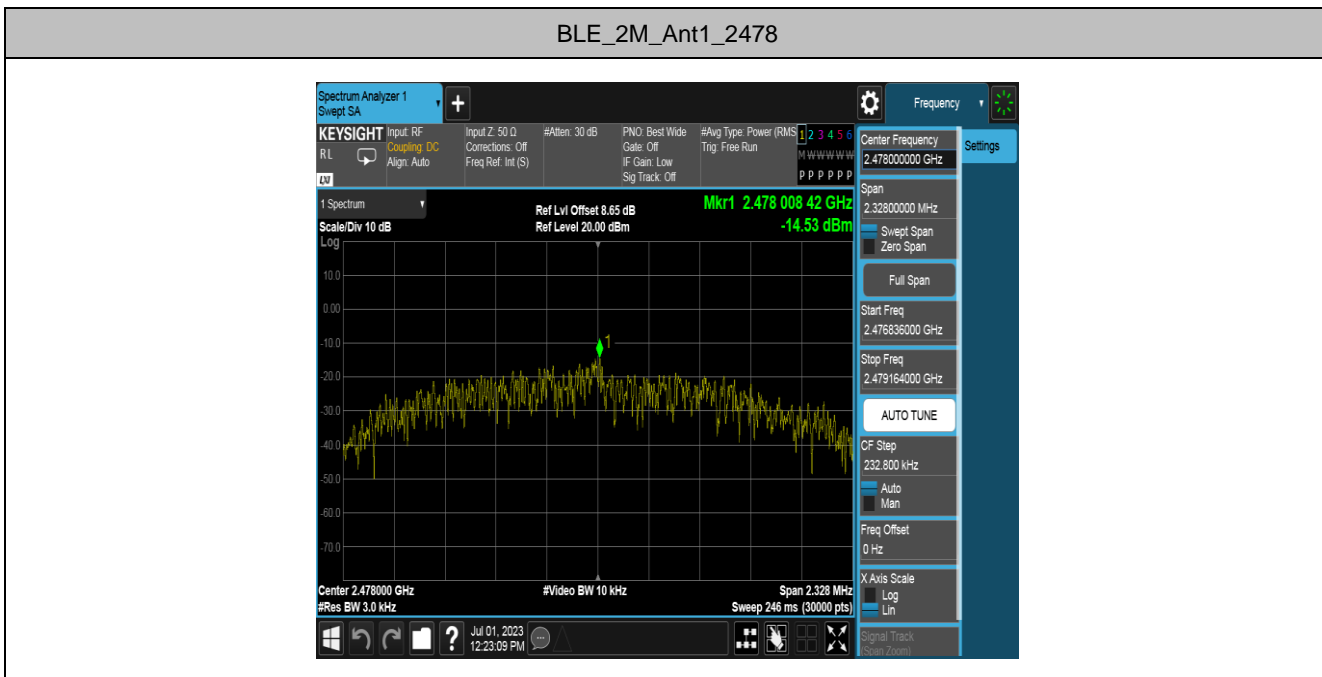 BLE_2M_Ant1_2478
Spectrum Analyzer 1
Swept SA
Frequency
KEYSIGHT
RL
LXI
Input: RF
Coupling: DC
Align: Auto
Input Z: 50 Ω
Corrections: Off
Freq Ref: Int (S)
#Atten: 30 dB
PNO: Best Wide
Gate: Off
IF Gain: Low
Sig Track: Off
#Avg Type: Power (RMS
Trig: Free Run
1 2 3 4 5 6
M W W W W W
P P P P P P
1 Spectrum
Scale/Div 10 dB
Log
Ref Lvl Offset 8.65 dB
Ref Level 20.00 dBm
Mkr1 2.478 008 42 GHz
-14.53 dBm
10.0
0.00
-10.0
-20.0
-30.0
-40.0
-50.0
-60.0
-70.0
1
Center 2.478000 GHz
#Res BW 3.0 kHz
#Video BW 10 kHz
Span 2.328 MHz
Sweep 246 ms (30000 pts)
Center Frequency
2.478000000 GHz
Settings
Span
2.32800000 MHz
Swept Span
Zero Span
Full Span
Start Freq
2.476836000 GHz
Stop Freq
2.479164000 GHz
AUTO TUNE
CF Step
232.800 kHz
Auto
Man
Freq Offset
0 Hz
X Axis Scale
Log
Lin
Signal Track
(Span Zoom)
?
Jul 01, 2023
12:23:09 PM